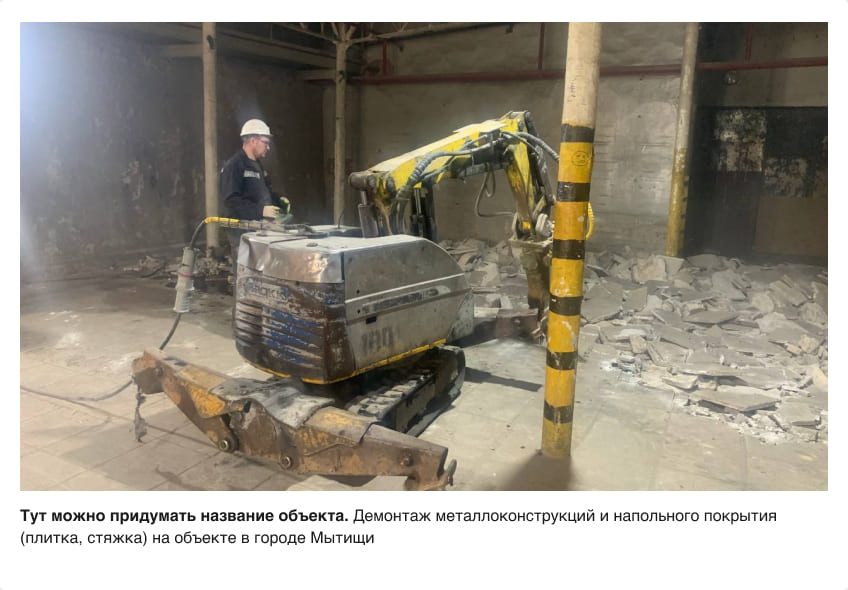 Тут можно придумать название объекта. Демонтаж металлоконструкций и напольного покрытия
(плитка, стяжка) на объекте в городе Мытищи